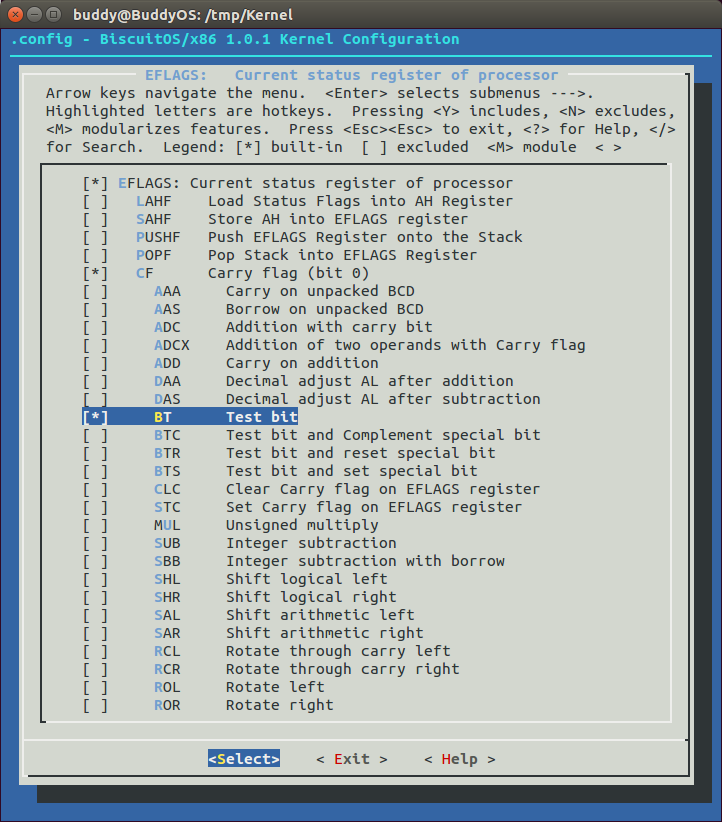 buddy@BuddyOS: /tmp/Kernel
.config - BiscuitOS/x86 1.0.1 Kernel Configuration
EFLAGS:   Current status register of processor
Arrow keys navigate the menu.  <Enter> selects submenus --->.
Highlighted letters are hotkeys.  Pressing <Y> includes, <N> excludes,
<M> modularizes features.  Press <Esc><Esc> to exit, <?> for Help, </>
for Search.  Legend: [*] built-in  [ ] excluded  <M> module  < >
[*] EFLAGS: Current status register of processor
[ ]   LAHF    Load Status Flags into AH Register
[ ]   SAHF    Store AH into EFLAGS register
[ ]   PUSHF   Push EFLAGS Register onto the Stack
[ ]   POPF    Pop Stack into EFLAGS Register
[*]   CF      Carry flag (bit 0)
[ ]     AAA     Carry on unpacked BCD
[ ]     AAS     Borrow on unpacked BCD
[ ]     ADC     Addition with carry bit
[ ]     ADCX    Addition of two operands with Carry flag
[ ]     ADD     Carry on addition
[ ]     DAA     Decimal adjust AL after addition
[ ]     DAS     Decimal adjust AL after subtraction
[*]     BT      Test bit
[ ]     BTC     Test bit and Complement special bit
[ ]     BTR     Test bit and reset special bit
[ ]     BTS     Test bit and set special bit
[ ]     CLC     Clear Carry flag on EFLAGS register
[ ]     STC     Set Carry flag on EFLAGS register
[ ]     MUL     Unsigned multiply
[ ]     SUB     Integer subtraction
[ ]     SBB     Integer subtraction with borrow
[ ]     SHL     Shift logical left
[ ]     SHR     Shift logical right
[ ]     SAL     Shift arithmetic left
[ ]     SAR     Shift arithmetic right
[ ]     RCL     Rotate through carry left
[ ]     RCR     Rotate through carry right
[ ]     ROL     Rotate left
[ ]     ROR     Rotate right
<Select>    < Exit >    < Help >